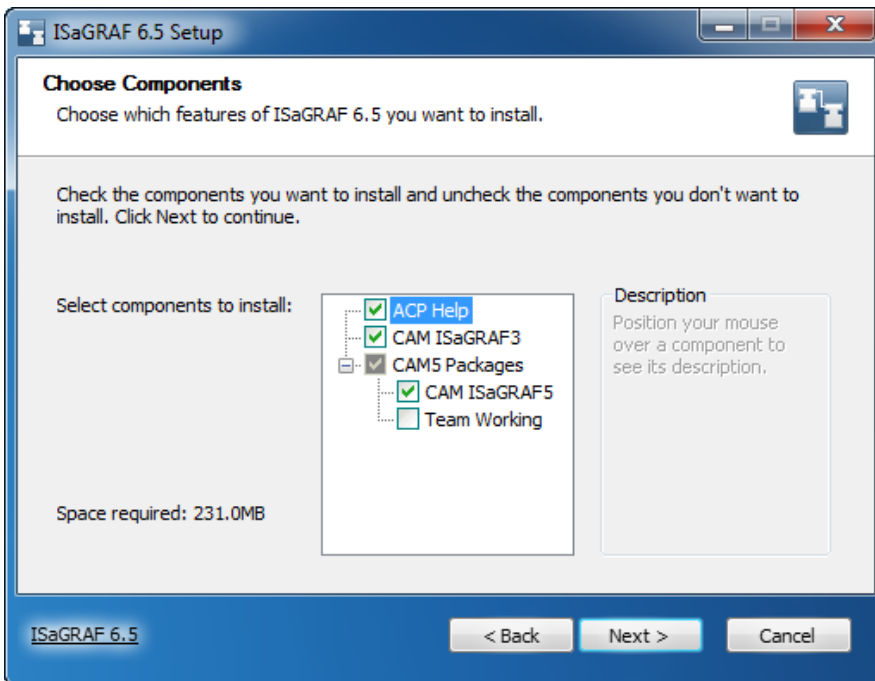 ISaGRAF 6.5 Setup
Choose Components
Choose which features of ISaGRAF 6.5 you want to install.
Check the components you want to install and uncheck the components you don't want to
install. Click Next to continue.
Select components to install:
ACP Help
CAM ISaGRAF3
CAM5 Packages
CAM ISaGRAF5
Team Working
Description
Position your mouse
over a component to
see its description.
Space required: 231.0MB
ISaGRAF 6.5
< Back
Next >
Cancel